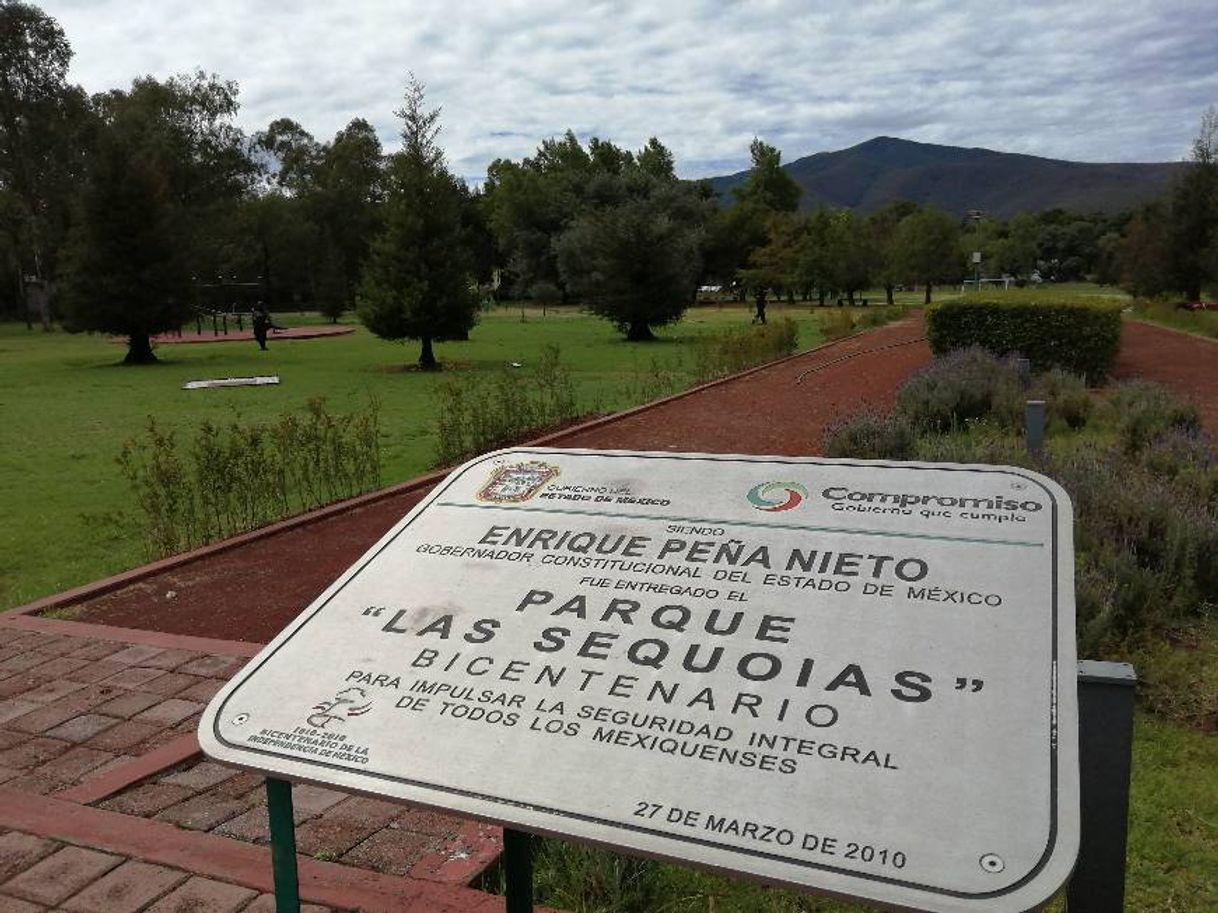 GOBIERNO DEL
ESTADO DE MÉXICO
Compromiso
Gobierno que cumple
SIENDO
ENRIQUE PEÑA NIETO
GOBERNADOR CONSTITUCIONAL DEL ESTADO DE MÉXICO
FUE ENTREGADO EL
PARQUE
“LAS SEQUOIAS”
BICENTENARIO
PARA IMPULSAR LA SEGURIDAD INTEGRAL
DE TODOS LOS MEXIQUENSES
1810-2010
BICENTENARIO DE LA
INDEPENDENCIA DE MÉXICO
27 DE MARZO DE 2010